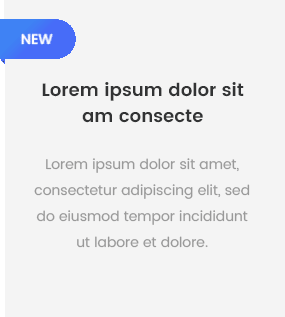 NEW
Lorem ipsum dolor sit
am consecte
Lorem ipsum dolor sit amet,
consectetur adipiscing elit, sed
do eiusmod tempor incididunt
ut labore et dolore.